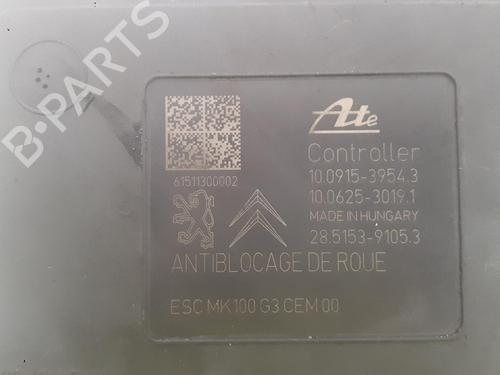 B-PARTS
Ate
Controller
10.0915-3954.3
10.0625-3019.1
MADE IN HUNGARY
28.5153-9105.3
61511300002
ANTIBLOCAGE DE ROUE
ESC MK100 G3 CEM 00